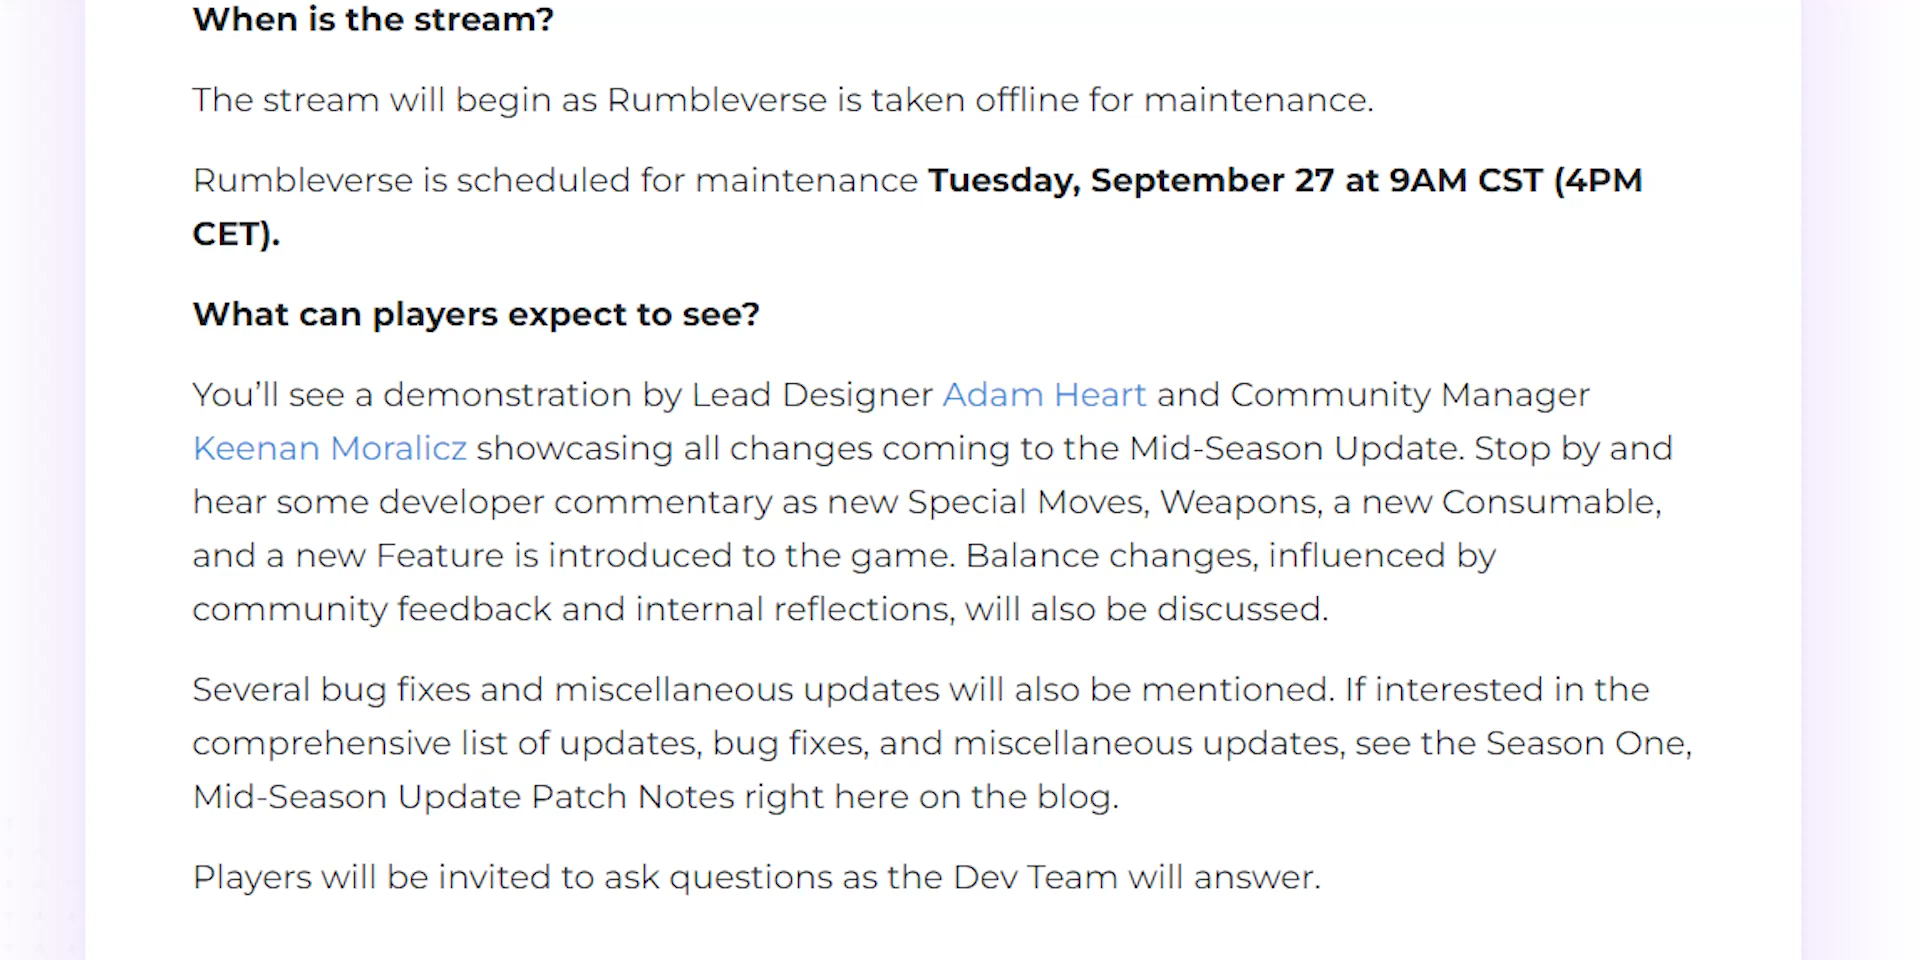 When is the stream?
The stream will begin as Rumbleverse is taken offline for maintenance.
Rumbleverse is scheduled for maintenance Tuesday, September 27 at 9AM CST (4PM
CET).
What can players expect to see?
You’ll see a demonstration by Lead Designer Adam Heart and Community Manager
Keenan Moralicz showcasing all changes coming to the Mid-Season Update. Stop by and
hear some developer commentary as new Special Moves, Weapons, a new Consumable,
and a new Feature is introduced to the game. Balance changes, influenced by
community feedback and internal reflections, will also be discussed.
Several bug fixes and miscellaneous updates will also be mentioned. If interested in the
comprehensive list of updates, bug fixes, and miscellaneous updates, see the Season One,
Mid-Season Update Patch Notes right here on the blog.
Players will be invited to ask questions as the Dev Team will answer.